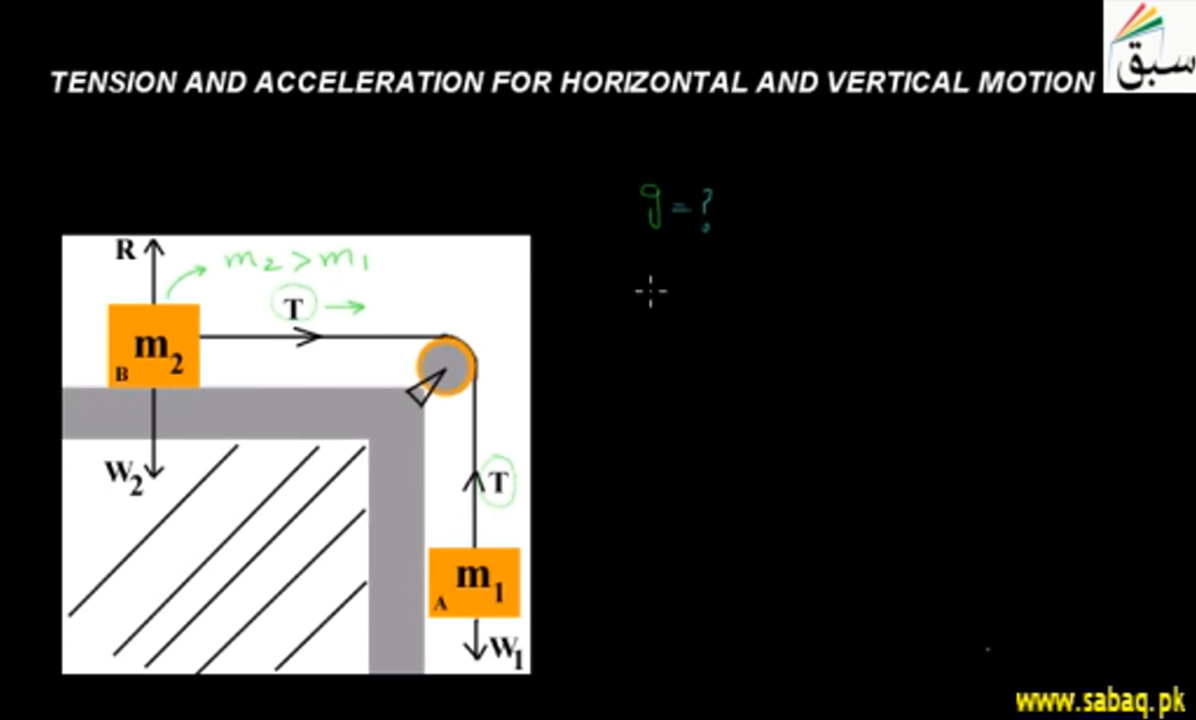 TENSION AND ACCELERATION FOR HORIZONTAL AND VERTICAL MOTION
سبق
g = ?
R
m₂ > m₁
T
m₂
B
W₂
T
m₁
A
W₁
www.sabaq.pk